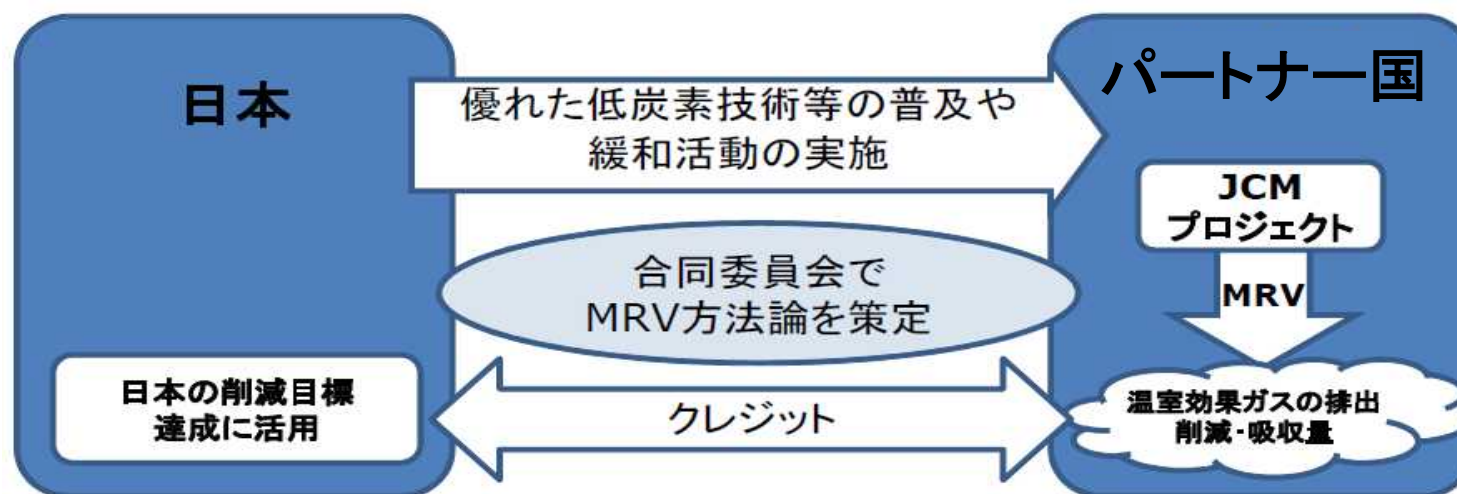 日本
優れた低炭素技術等の普及や
緩和活動の実施
パートナー国
JCM
プロジェクト
合同委員会で
MRV方法論を策定
MRV
日本の削減目標
達成に活用
クレジット
温室効果ガスの排出
削減・吸収量